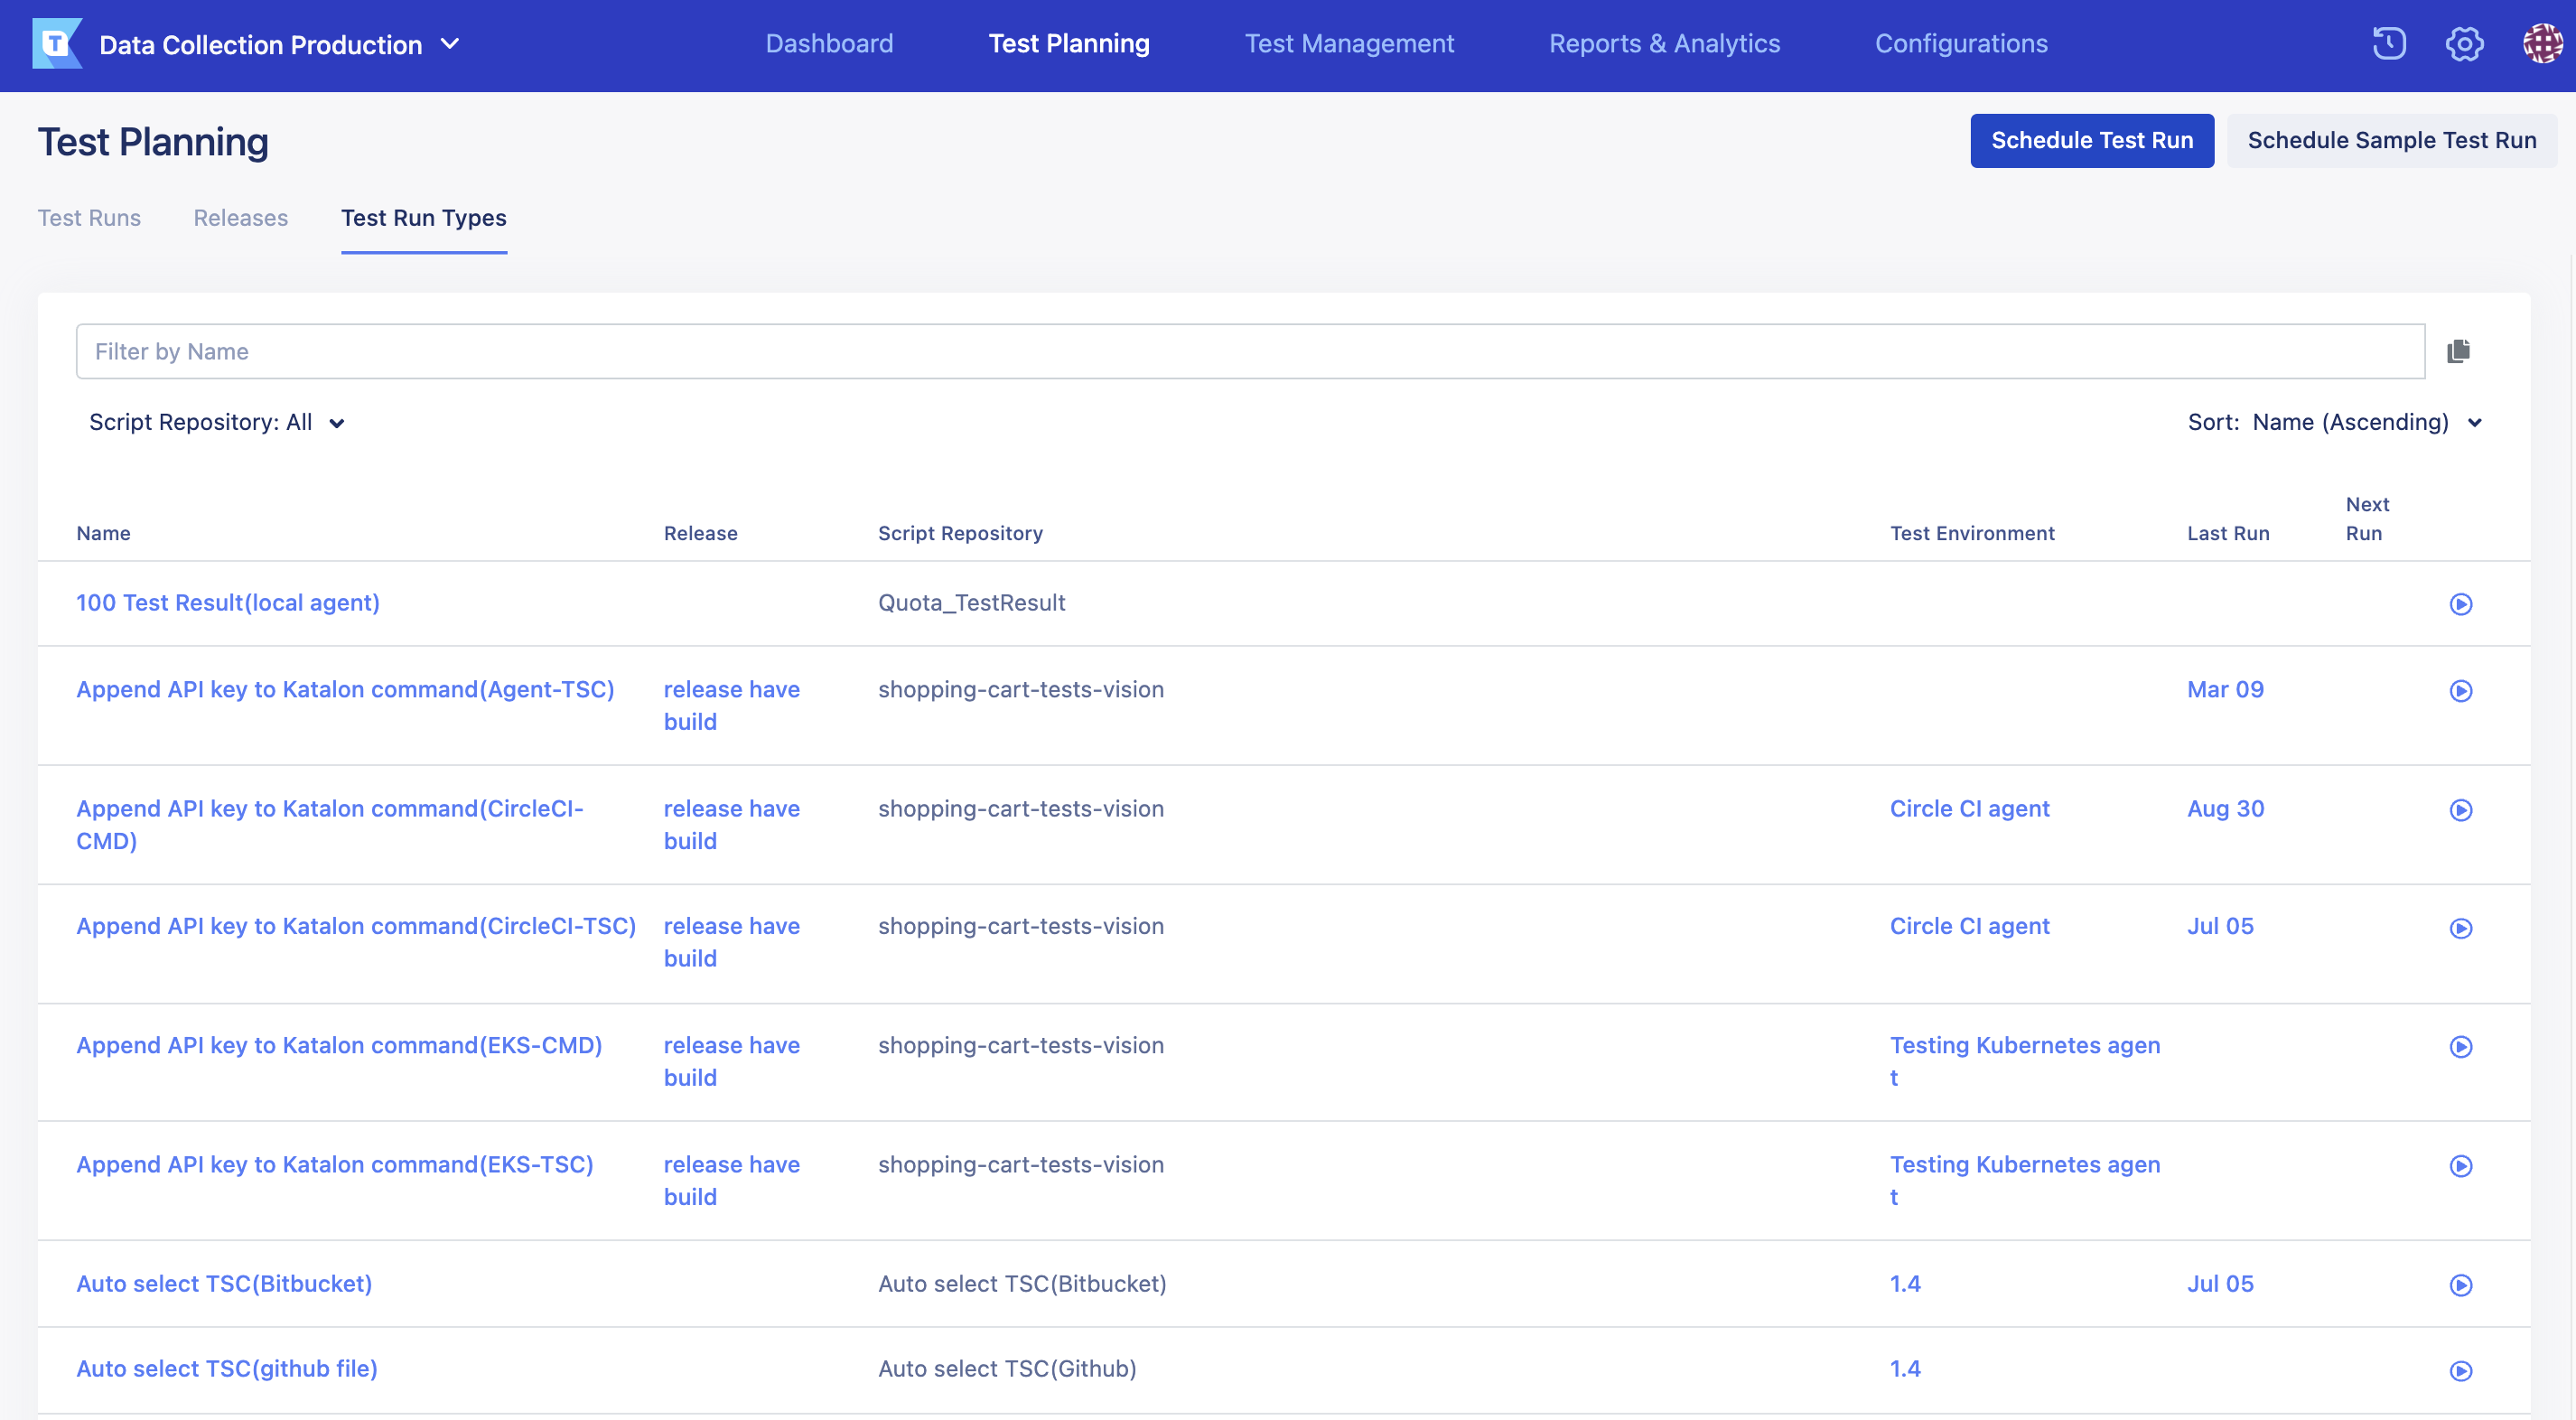 T Data Collection Production
Dashboard Test Planning Test Management Reports & Analytics Configurations
Test Planning
Schedule Test Run Schedule Sample Test Run
Test Runs Releases Test Run Types
Filter by Name
Script Repository: All
Sort: Name (Ascending)
Name Release Script Repository Test Environment Last Run Next
Run
100 Test Result(local agent) Quota_TestResult
Append API key to Katalon command(Agent-TSC) release have shopping-cart-tests-vision Mar 09
build
Append API key to Katalon command(CircleCI- release have shopping-cart-tests-vision Circle CI agent Aug 30
CMD) build
Append API key to Katalon command(CircleCI-TSC) release have shopping-cart-tests-vision Circle CI agent Jul 05
build
Append API key to Katalon command(EKS-CMD) release have shopping-cart-tests-vision Testing Kubernetes agen
build t
Append API key to Katalon command(EKS-TSC) release have shopping-cart-tests-vision Testing Kubernetes agen
build t
Auto select TSC(Bitbucket) Auto select TSC(Bitbucket) 1.4 Jul 05
Auto select TSC(github file) Auto select TSC(Github) 1.4